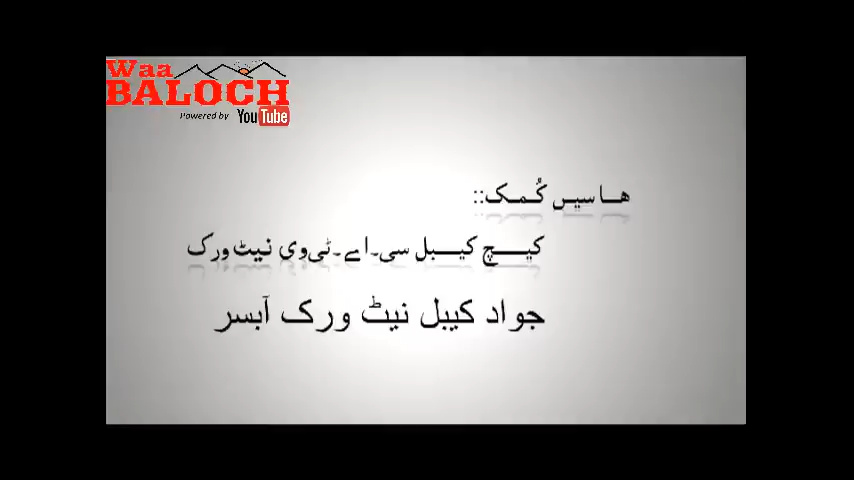 Waa
BALOCH
Powered by YouTube
ھاسیں کُمک::
کیچ کیبل سی۔اے۔ٹی وی نیٹ ورک
جواد کیبل نیٹ ورک آبسر